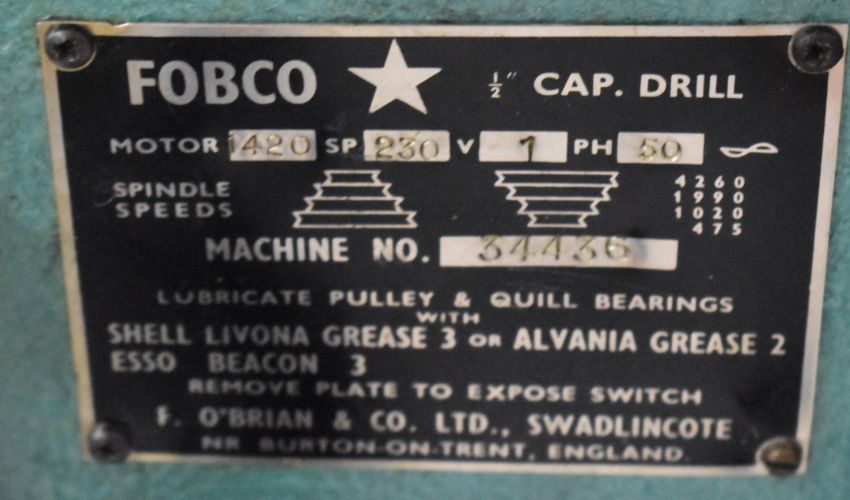 FOBCO ½" CAP. DRILL
MOTOR 1420 SP. 230 V 1 PH 50
SPINDLE SPEEDS
4260
1990
1020
475
MACHINE NO. 34436
LUBRICATE PULLEY & QUILL BEARINGS
WITH
SHELL LIVONA GREASE 3 OR ALVANIA GREASE 2
ESSO BEACON 3
REMOVE PLATE TO EXPOSE SWITCH
F. O'BRIAN & CO. LTD., SWADLINCOTE
NR BURTON-ON-TRENT, ENGLAND.